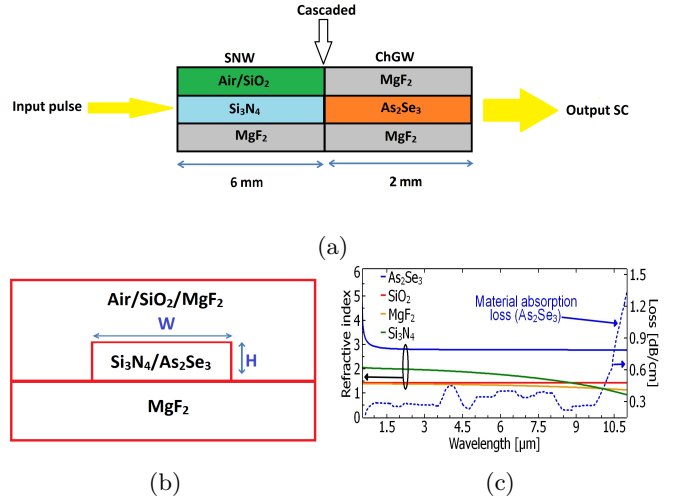 Cascaded
SNW
ChGW
Air/SiO₂
MgF₂
Input pulse
Si₃N₄
As₂Se₃
Output SC
MgF₂
MgF₂
6 mm
2 mm
(a)
Air/SiO₂/MgF₂
W
Si₃N₄/As₂Se₃
H
MgF₂
(b)
6
5
4
3
2
1
0
Refractive index
As₂Se₃
SiO₂
MgF₂
Si₃N₄
Material absorption
loss (As₂Se₃)
1.5
1.2
0.9
0.6
0.3
Loss [dB/cm]
1.5
3
4.5
6
7.5
9
10.5
Wavelength [μm]
(c)